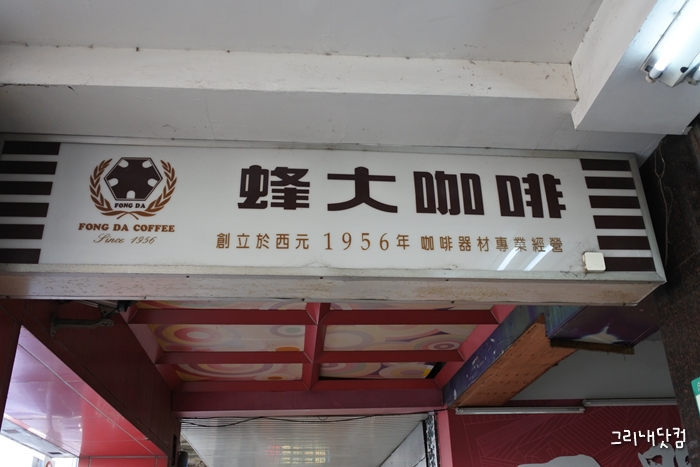 FONG DA
FONG DA COFFEE
Since 1956
蜂大咖啡
創立於西元 1956年 咖啡器材專業經營
그리내닷컴